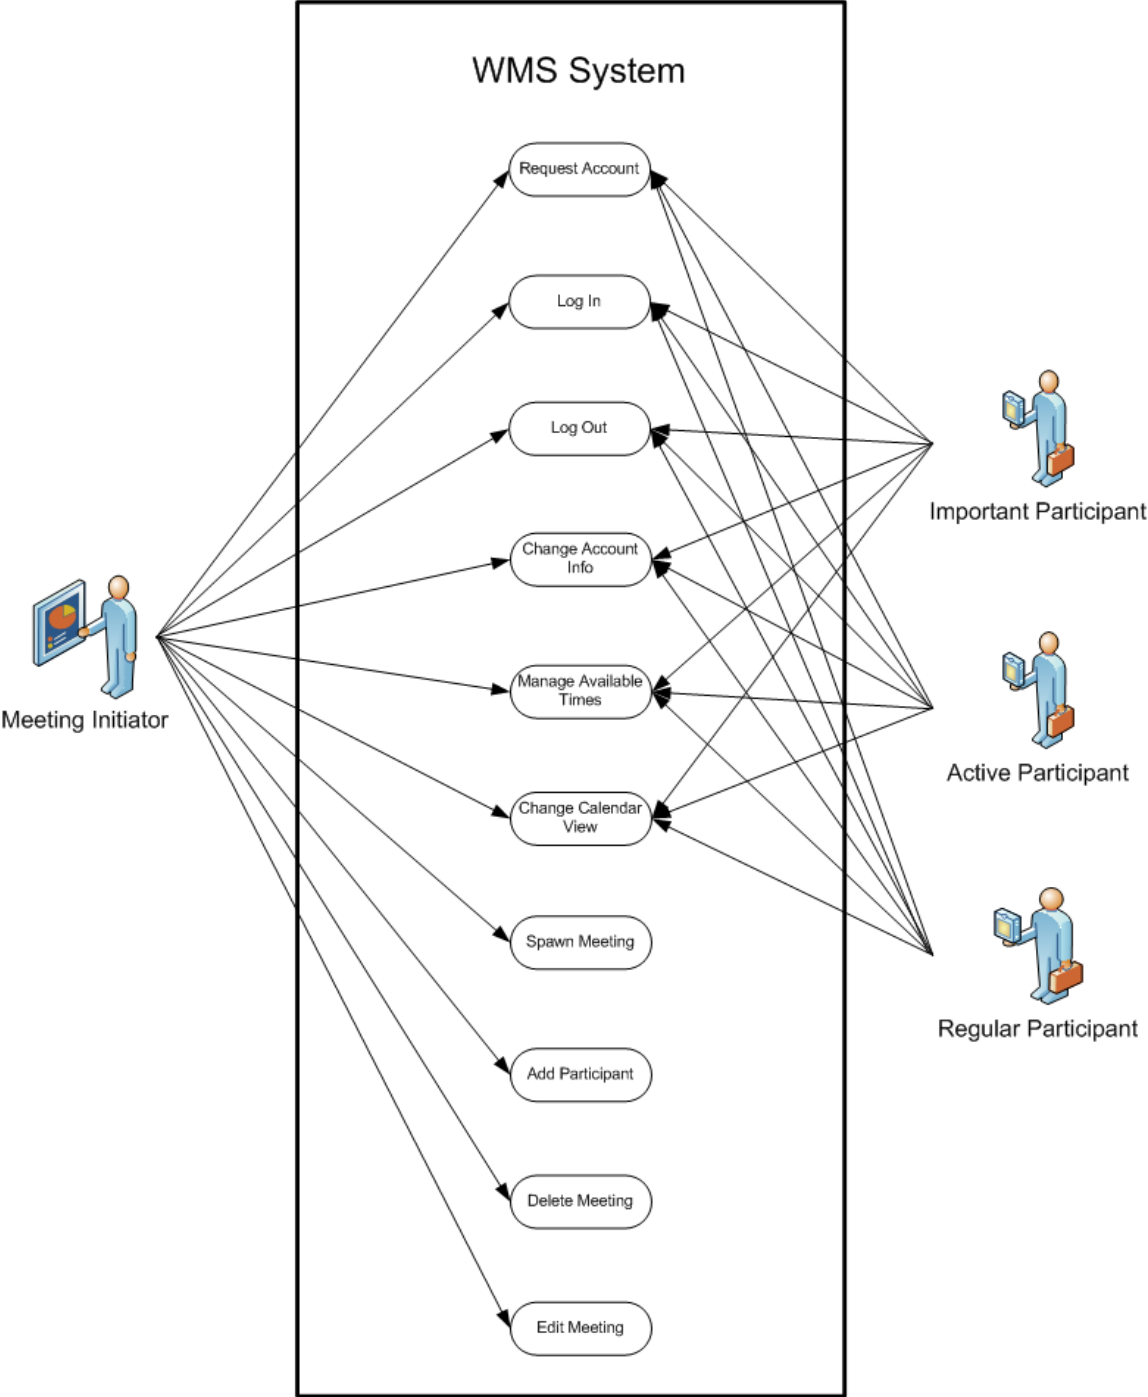 WMS System
Request Account
Log In
Log Out
Change Account
Info
Manage Available
Times
Change Calendar
View
Spawn Meeting
Add Participant
Delete Meeting
Edit Meeting
Meeting Initiator
Important Participant
Active Participant
Regular Participant